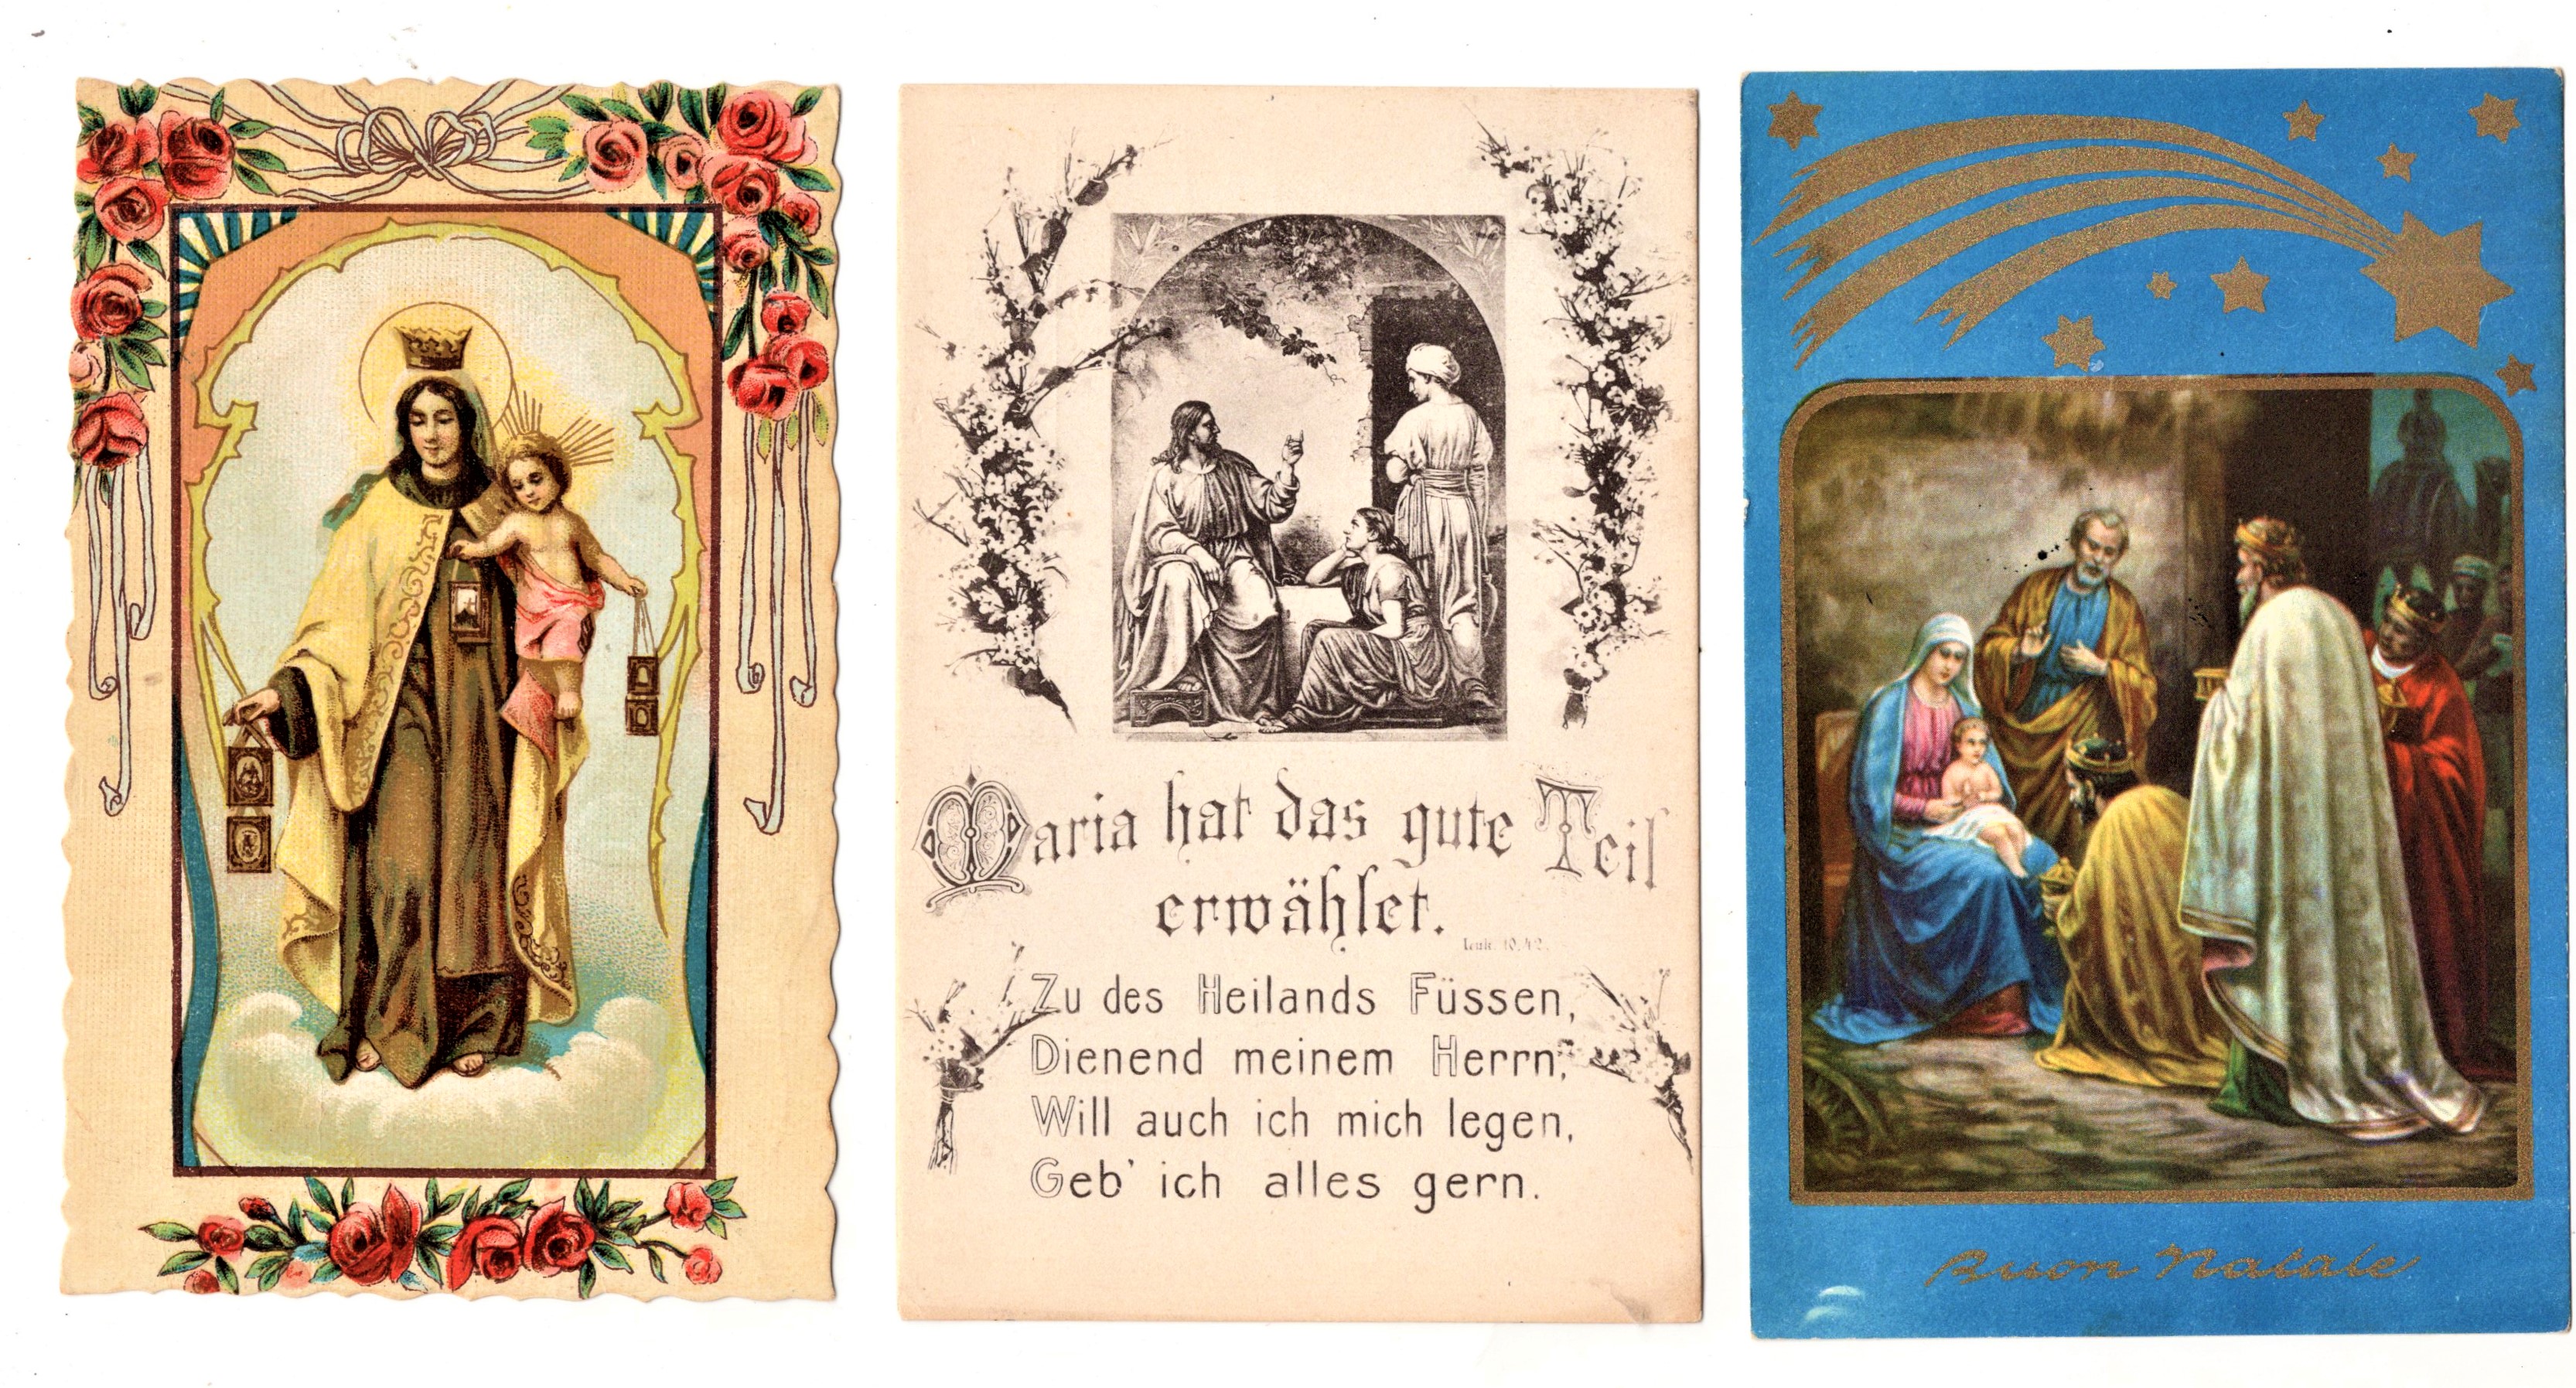 Maria hat das gute Teil
erwählet.
Luk. 10,42.
Zu des Heilands Füssen,
Dienend meinem Herrn,
Will auch ich mich legen,
Geb' ich alles gern.
Buon Natale